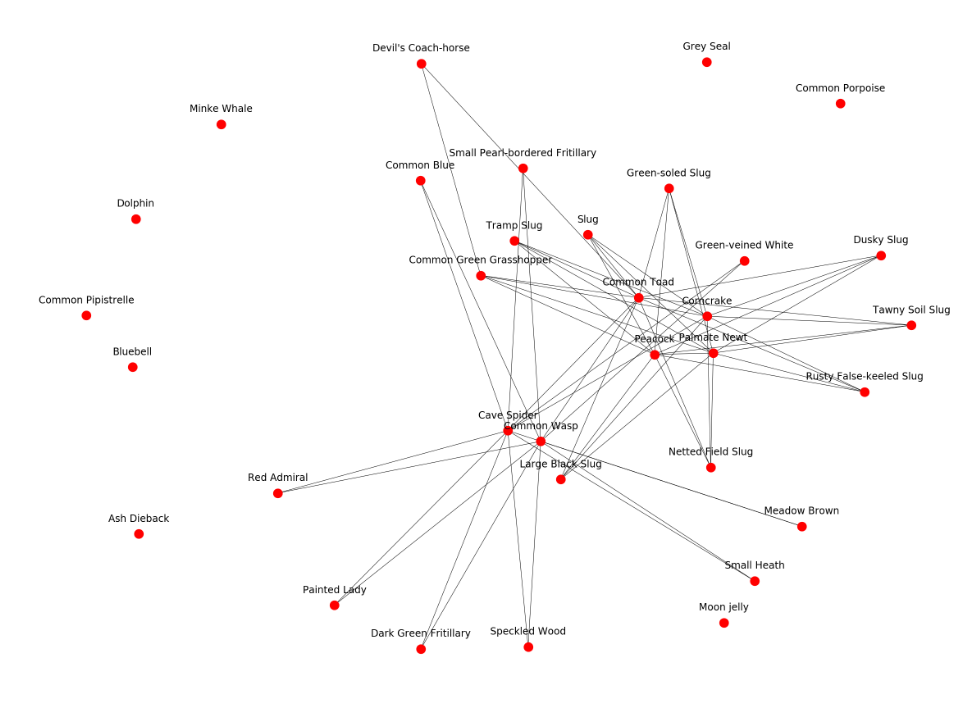 Devil's Coach-horse
Grey Seal
Common Porpoise
Minke Whale
Small Pearl-bordered Fritillary
Common Blue
Green-soled Slug
Dolphin
Slug
Tramp Slug
Green-veined White
Dusky Slug
Common Green Grasshopper
Common Toad
Common Pipistrelle
Corncrake
Tawny Soil Slug
Peacock
Palmate Newt
Bluebell
Rusty False-keeled Slug
Cave Spider
Common Wasp
Netted Field Slug
Large Black Slug
Red Admiral
Meadow Brown
Ash Dieback
Small Heath
Painted Lady
Moon jelly
Speckled Wood
Dark Green Fritillary